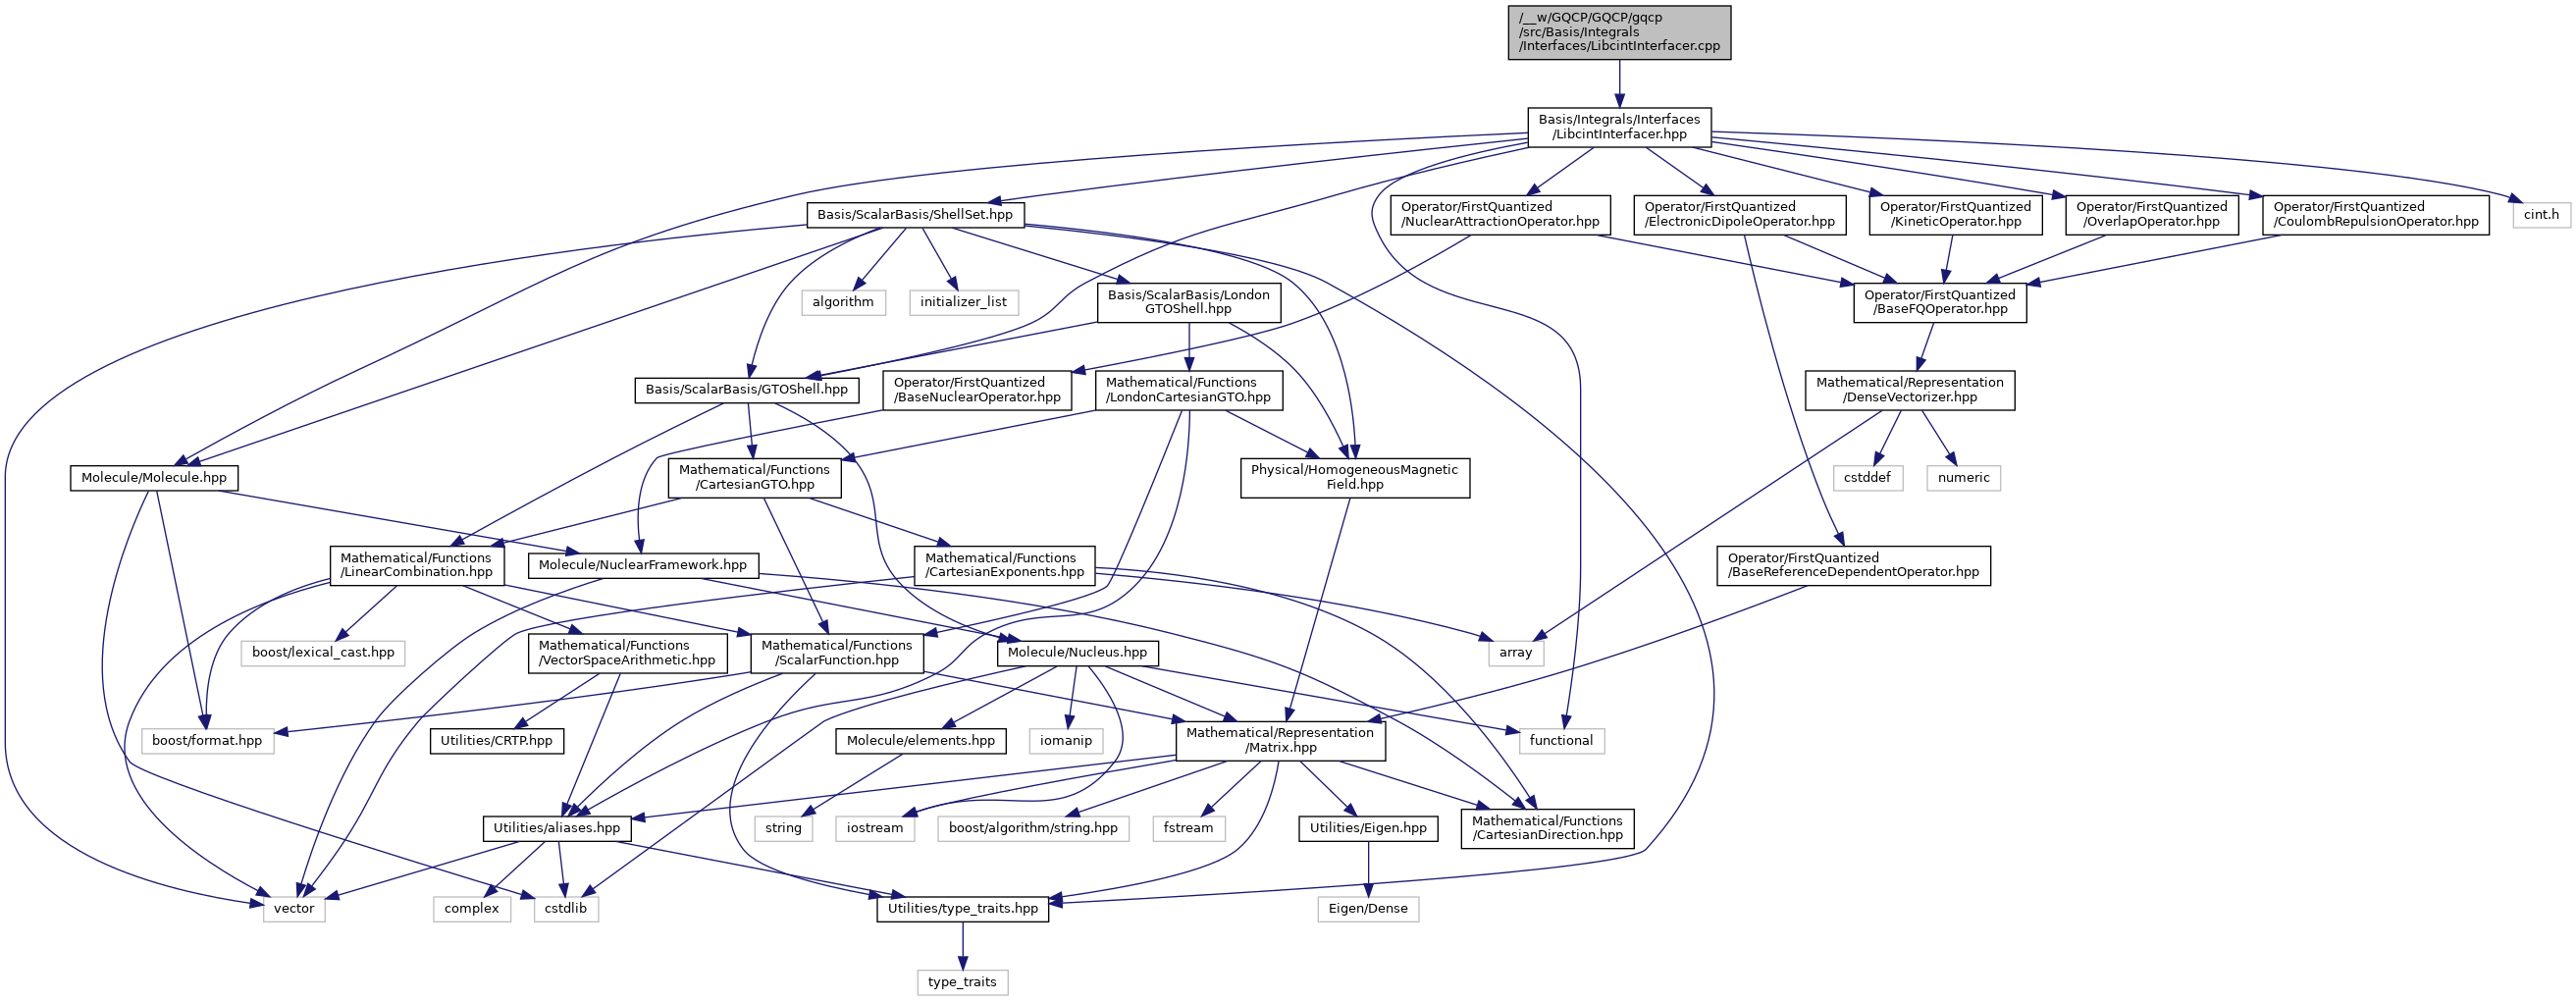 /__w/GQCP/GQCP/gqcp
/src/Basis/Integrals
/Interfaces/LibcintInterfacer.cpp
Basis/Integrals/Interfaces
/LibcintInterfacer.hpp
Basis/ScalarBasis/ShellSet.hpp
Operator/FirstQuantized
/NuclearAttractionOperator.hpp
Operator/FirstQuantized
/ElectronicDipoleOperator.hpp
Operator/FirstQuantized
/KineticOperator.hpp
Operator/FirstQuantized
/OverlapOperator.hpp
Operator/FirstQuantized
/CoulombRepulsionOperator.hpp
cint.h
algorithm
initializer_list
Basis/ScalarBasis/London
GTOShell.hpp
Operator/FirstQuantized
/BaseFQOperator.hpp
Basis/ScalarBasis/GTOShell.hpp
Operator/FirstQuantized
/BaseNuclearOperator.hpp
Mathematical/Functions
/LondonCartesianGTO.hpp
Mathematical/Representation
/DenseVectorizer.hpp
Molecule/Molecule.hpp
Mathematical/Functions
/CartesianGTO.hpp
Physical/HomogeneousMagnetic
Field.hpp
cstddef
numeric
Mathematical/Functions
/LinearCombination.hpp
Molecule/NuclearFramework.hpp
Mathematical/Functions
/CartesianExponents.hpp
Operator/FirstQuantized
/BaseReferenceDependentOperator.hpp
boost/lexical_cast.hpp
Mathematical/Functions
/VectorSpaceArithmetic.hpp
Mathematical/Functions
/ScalarFunction.hpp
Molecule/Nucleus.hpp
array
boost/format.hpp
Utilities/CRTP.hpp
Molecule/elements.hpp
iomanip
Mathematical/Representation
/Matrix.hpp
functional
Utilities/aliases.hpp
string
iostream
boost/algorithm/string.hpp
fstream
Utilities/Eigen.hpp
Mathematical/Functions
/CartesianDirection.hpp
vector
complex
cstdlib
Utilities/type_traits.hpp
Eigen/Dense
type_traits